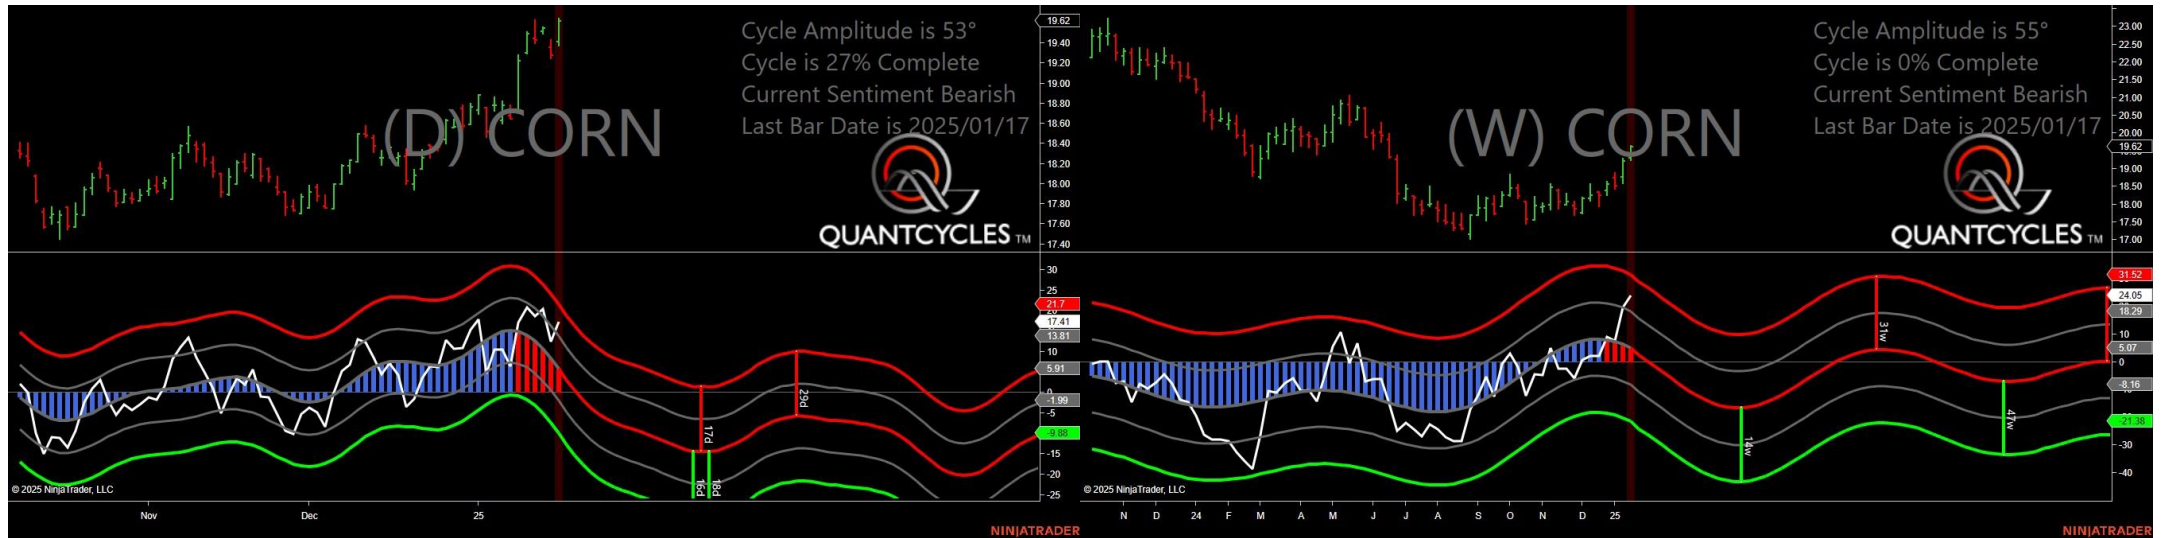 Cycle Amplitude is 53°
Cycle is 27% Complete
Current Sentiment Bearish
Last Bar Date is 2025/01/17
(D) CORN
QUANTCYCLES TM
19.62
19.40
19.20
19.00
18.80
18.60
18.40
18.20
18.00
17.80
17.60
17.40
30
25
21.7
17.41
13.81
10
5.91
0
-1.99
-5
-9.88
-15
-20
-25
17d
29d
16d
18d
© 2025 NinjaTrader, LLC
Nov
Dec
25
NINJATRADER
Cycle Amplitude is 55°
Cycle is 0% Complete
Current Sentiment Bearish
Last Bar Date is 2025/01/17
(W) CORN
QUANTCYCLES TM
23.00
22.50
22.00
21.50
21.00
20.50
20.00
19.62
19.00
18.50
18.00
17.50
17.00
31.52
24.05
18.29
10
5.07
0
-8.16
-21.38
-30
-40
31w
14w
47w
© 2025 NinjaTrader, LLC
N D 24 F M A M J J A S O N D 25
NINJATRADER